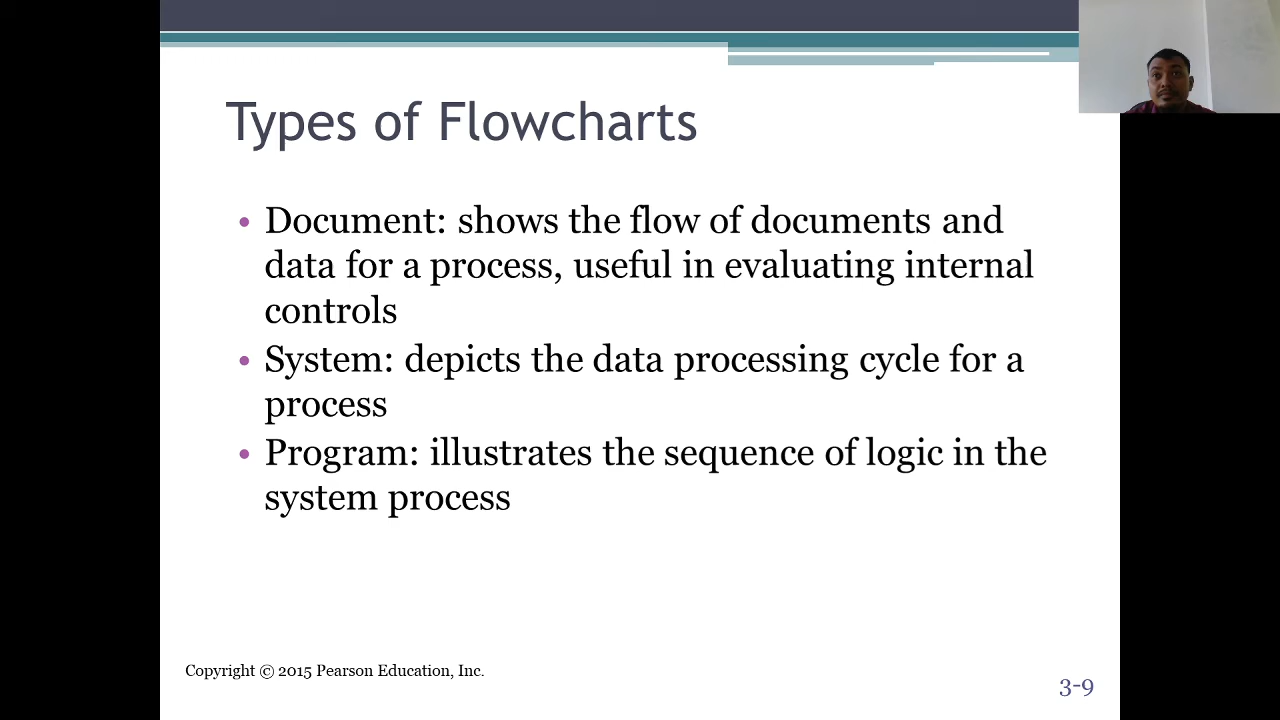 Types of Flowcharts
• Document: shows the flow of documents and
data for a process, useful in evaluating internal
controls
• System: depicts the data processing cycle for a
process
• Program: illustrates the sequence of logic in the
system process
Copyright © 2015 Pearson Education, Inc.
3-9